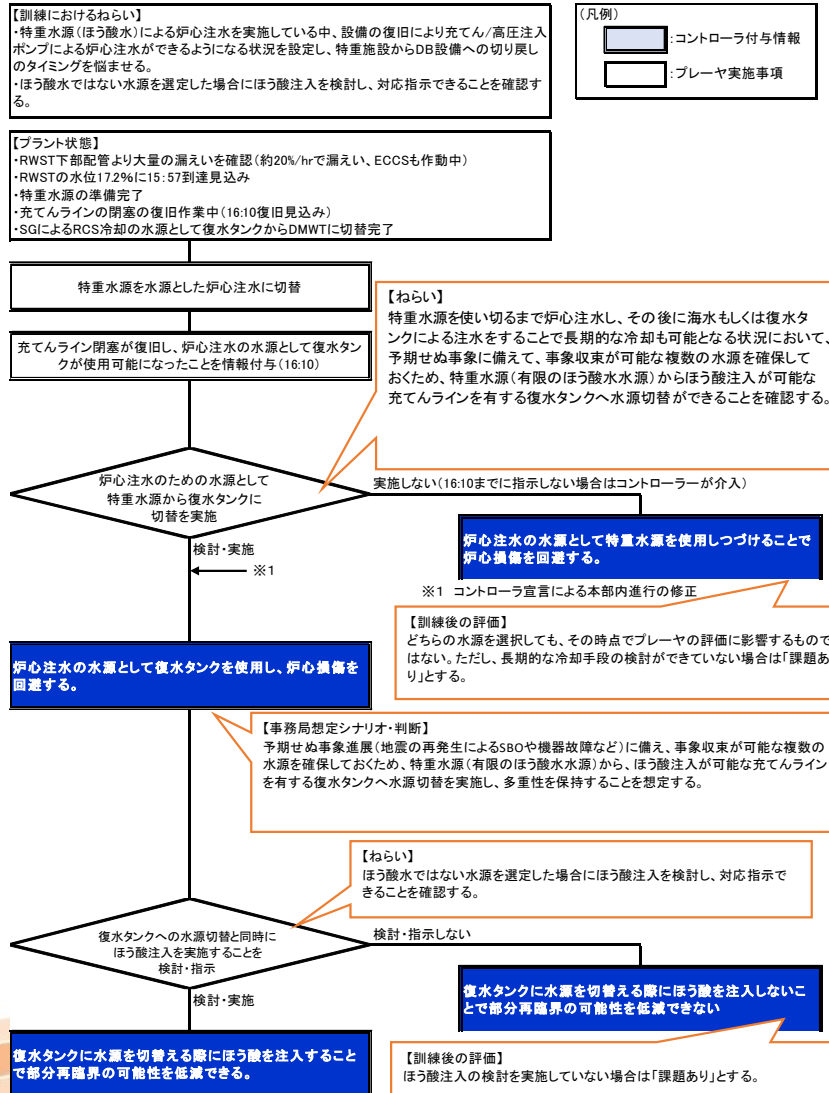 【訓練におけるねらい】
・特重水源（ほう酸水）による炉心注水を実施している中、設備の復旧により充てん/高圧注入
ポンプによる炉心注水ができるようになる状況を設定し、特重施設からDB設備への切り戻し
のタイミングを悩ませる。
・ほう酸水ではない水源を選定した場合にほう酸注入を検討し、対応指示できることを確認す
る。
（凡例）
：コントローラ付与情報
：プレーヤ実施事項
【プラント状態】
・RWST下部配管より大量の漏えいを確認（約20%/hrで漏えい、ECCSも作動中）
・RWSTの水位17.2%に15:57到達見込み
・特重水源の準備完了
・充てんラインの閉塞の復旧作業中（16:10復旧見込み）
・SGによるRCS冷却の水源として復水タンクからDMWTに切替完了
特重水源を水源とした炉心注水に切替
【ねらい】
特重水源を使い切るまで炉心注水し、その後に海水もしくは復水タ
ンクによる注水をすることで長期的な冷却も可能となる状況において、
予期せぬ事象に備えて、事象収束が可能な複数の水源を確保して
おくため、特重水源（有限のほう酸水水源）からほう酸注入が可能な
充てんラインを有する復水タンクへ水源切替ができることを確認する。
充てんライン閉塞が復旧し、炉心注水の水源として復水タン
クが使用可能になったことを情報付与（16:10）
炉心注水のための水源として
特重水源から復水タンクに
切替を実施
実施しない（16:10までに指示しない場合はコントローラーが介入）
検討・実施
※1
炉心注水の水源として特重水源を使用しつづけることで
炉心損傷を回避する。
※1 コントローラ宣言による本部内進行の修正
【訓練後の評価】
どちらの水源を選択しても、その時点でプレーヤの評価に影響するもので
はない。ただし、長期的な冷却手段の検討ができていない場合は「課題あ
り」とする。
炉心注水の水源として復水タンクを使用し、炉心損傷を
回避する。
【事務局想定シナリオ・判断】
予期せぬ事象進展（地震の再発生によるSBOや機器故障など）に備え、事象収束が可能な複数の
水源を確保しておくため、特重水源（有限のほう酸水水源）から、ほう酸注入が可能な充てんライン
を有する復水タンクへ水源切替を実施し、多重性を保持することを想定する。
【ねらい】
ほう酸水ではない水源を選定した場合にほう酸注入を検討し、対応指示で
きることを確認する。
復水タンクへの水源切替と同時に
ほう酸注入を実施することを
検討・指示
検討・指示しない
検討・実施
復水タンクに水源を切替える際にほう酸を注入しないこ
とで部分再臨界の可能性を低減できない
復水タンクに水源を切替える際にほう酸を注入すること
で部分再臨界の可能性を低減できる。
【訓練後の評価】
ほう酸注入の検討を実施していない場合は「課題あり」とする。